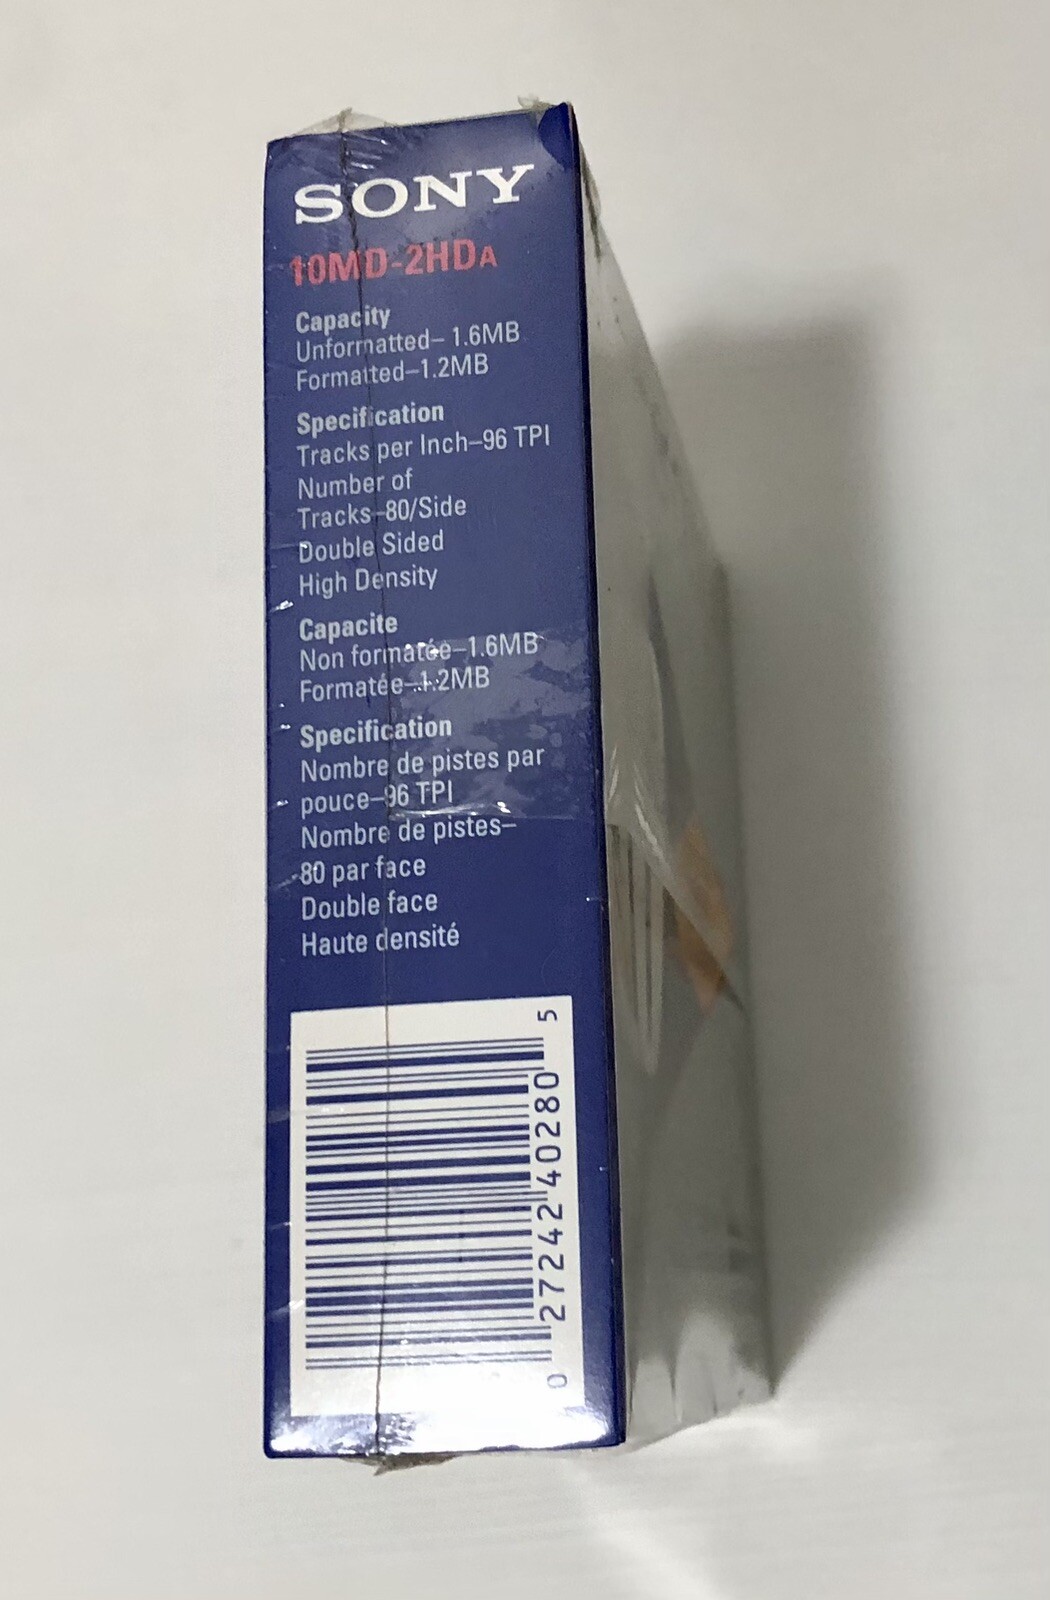 SONY
10MD-2HDA
Capacity
Unformatted–1.6MB
Formatted–1.2MB
Specification
Tracks per Inch–96 TPI
Number of
Tracks–80/Side
Double Sided
High Density
Capacite
Non formatée–1.6MB
Formatée–1.2MB
Specification
Nombre de pistes par
pouce–96 TPI
Nombre de pistes–
80 par face
Double face
Haute densité
0 27242 40280 5